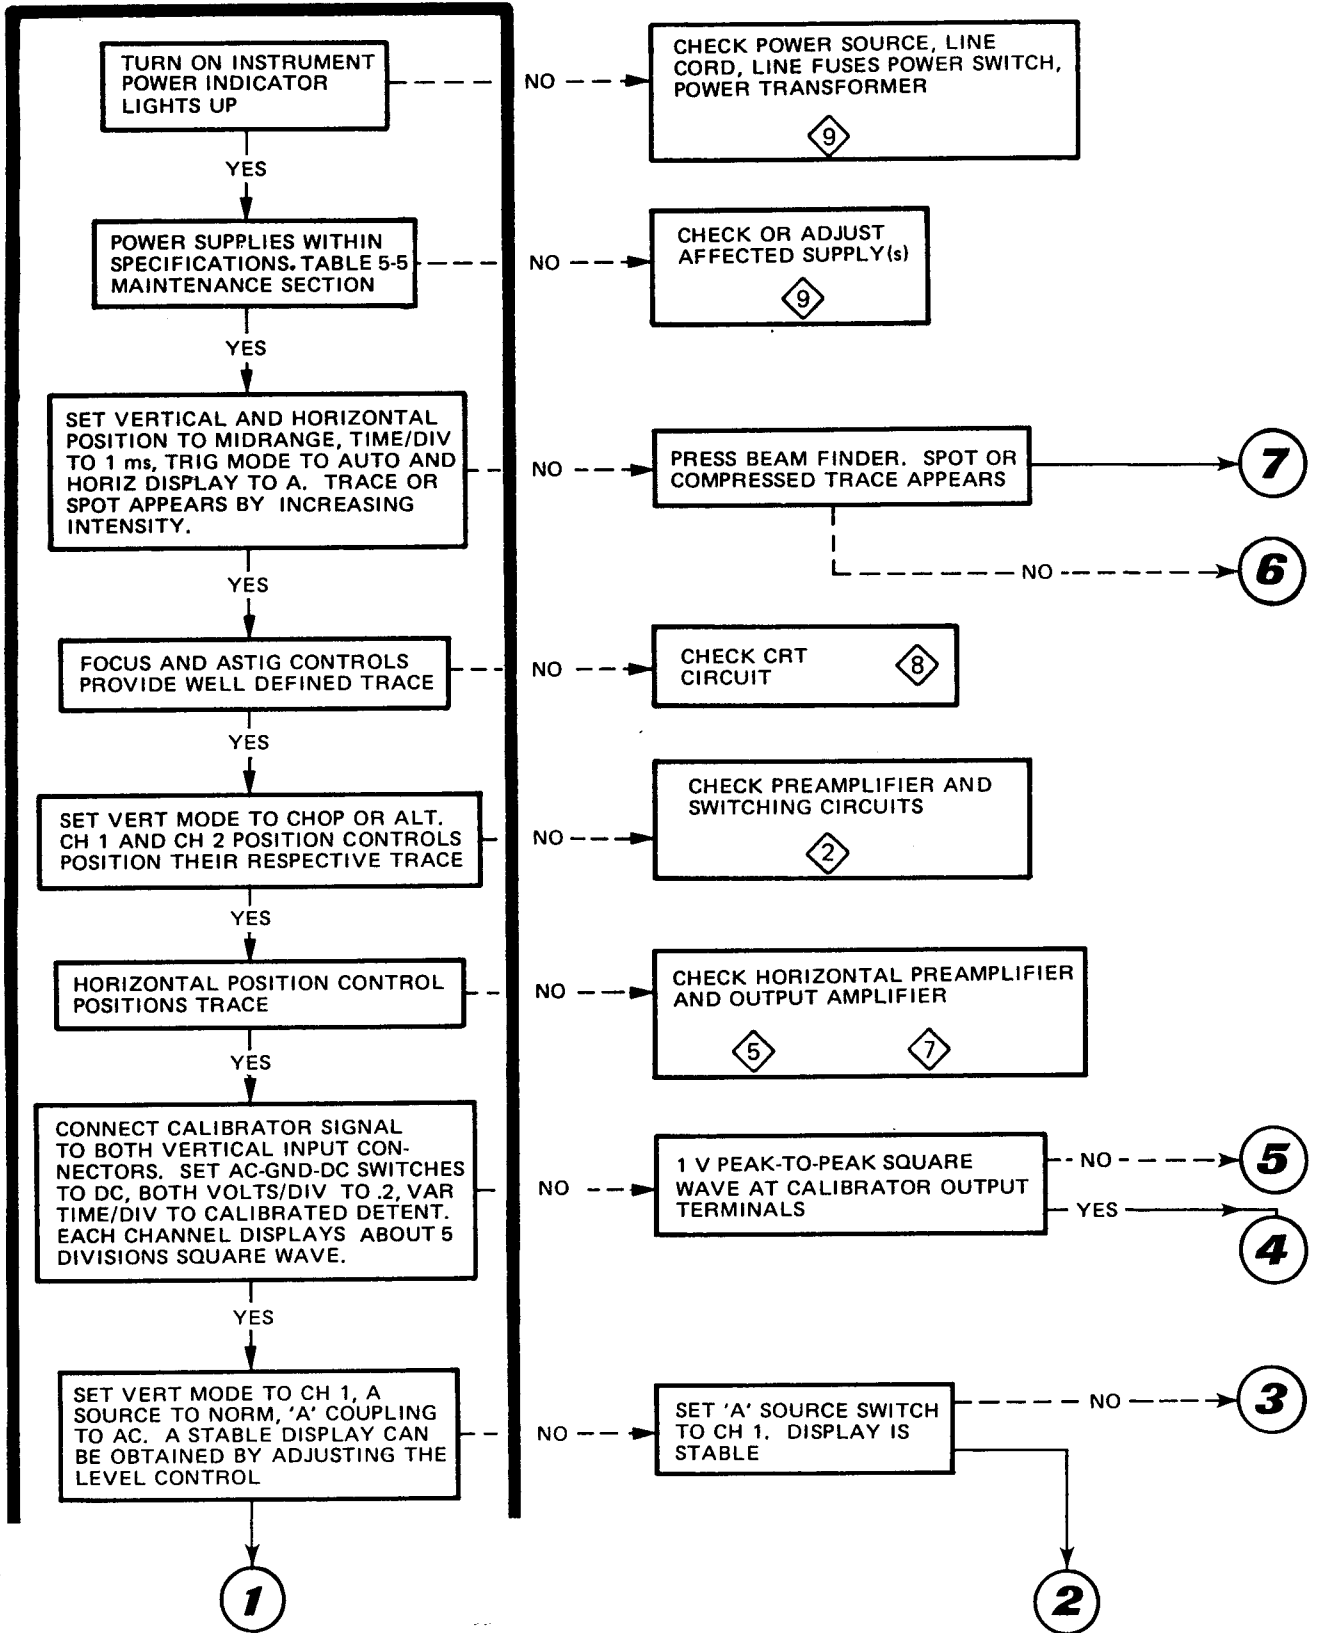 TURN ON INSTRUMENT
POWER INDICATOR
LIGHTS UP
NO
CHECK POWER SOURCE, LINE
CORD, LINE FUSES POWER SWITCH,
POWER TRANSFORMER
9
YES
POWER SUPPLIES WITHIN
SPECIFICATIONS. TABLE 5-5
MAINTENANCE SECTION
NO
CHECK OR ADJUST
AFFECTED SUPPLY(s)
9
YES
SET VERTICAL AND HORIZONTAL
POSITION TO MIDRANGE, TIME/DIV
TO 1 ms, TRIG MODE TO AUTO AND
HORIZ DISPLAY TO A. TRACE OR
SPOT APPEARS BY INCREASING
INTENSITY.
NO
PRESS BEAM FINDER. SPOT OR
COMPRESSED TRACE APPEARS
7
NO
6
YES
FOCUS AND ASTIG CONTROLS
PROVIDE WELL DEFINED TRACE
NO
CHECK CRT
CIRCUIT
8
YES
SET VERT MODE TO CHOP OR ALT.
CH 1 AND CH 2 POSITION CONTROLS
POSITION THEIR RESPECTIVE TRACE
NO
CHECK PREAMPLIFIER AND
SWITCHING CIRCUITS
2
YES
HORIZONTAL POSITION CONTROL
POSITIONS TRACE
NO
CHECK HORIZONTAL PREAMPLIFIER
AND OUTPUT AMPLIFIER
5 7
YES
CONNECT CALIBRATOR SIGNAL
TO BOTH VERTICAL INPUT CON-
NECTORS. SET AC-GND-DC SWITCHES
TO DC, BOTH VOLTS/DIV TO .2, VAR
TIME/DIV TO CALIBRATED DETENT.
EACH CHANNEL DISPLAYS ABOUT 5
DIVISIONS SQUARE WAVE.
NO
1 V PEAK-TO-PEAK SQUARE
WAVE AT CALIBRATOR OUTPUT
TERMINALS
NO
5
YES
4
YES
SET VERT MODE TO CH 1, A
SOURCE TO NORM, 'A' COUPLING
TO AC. A STABLE DISPLAY CAN
BE OBTAINED BY ADJUSTING THE
LEVEL CONTROL
NO
SET 'A' SOURCE SWITCH
TO CH 1. DISPLAY IS
STABLE
NO
3
1
2